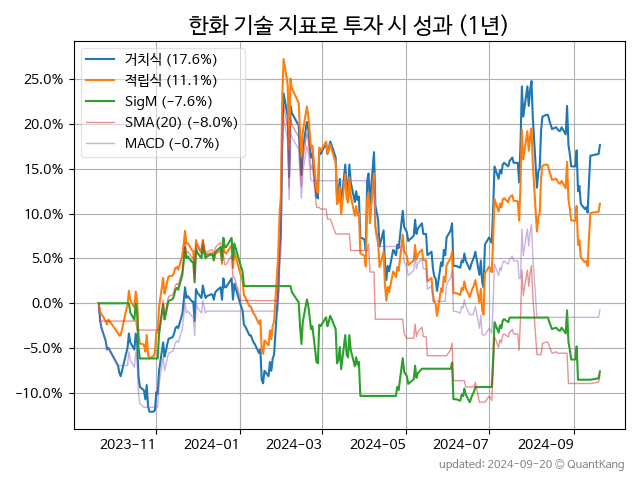 한화 기술 지표로 투자 시 성과 (1년)
거치식 (17.6%)
적립식 (11.1%)
SigM (−7.6%)
SMA(20) (−8.0%)
MACD (−0.7%)
25.0%
20.0%
15.0%
10.0%
5.0%
0.0%
−5.0%
−10.0%
2023-11 2024-01 2024-03 2024-05 2024-07 2024-09
updated: 2024-09-20 @ QuantKang